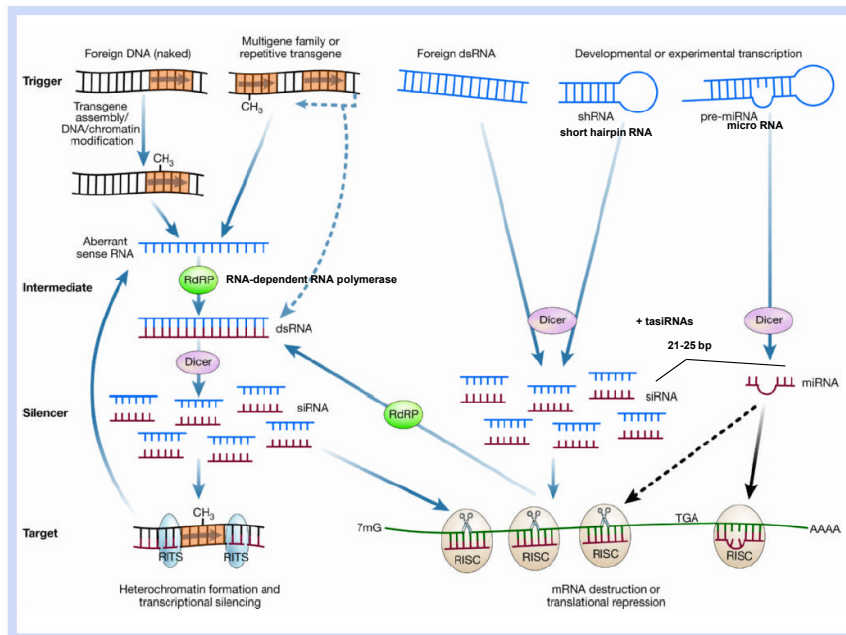 Foreign DNA (naked)
Multigene family or
repetitive transgene
Foreign dsRNA
Developmental or experimental transcription
Trigger
CH3
Transgene
assembly/
DNA/chromatin
modification
shRNA
short hairpin RNA
pre-miRNA
micro RNA
CH3
Aberrant
sense RNA
RdRP
RNA-dependent RNA polymerase
Intermediate
dsRNA
Dicer
Dicer
+ tasiRNAs
Dicer
21-25 bp
Dicer
siRNA
siRNA
miRNA
Silencer
RdRP
CH3
Target
RITS
RITS
7mG
TGA
AAAA
RISC
RISC
RISC
RISC
Heterochromatin formation and
transcriptional silencing
mRNA destruction or
translational repression